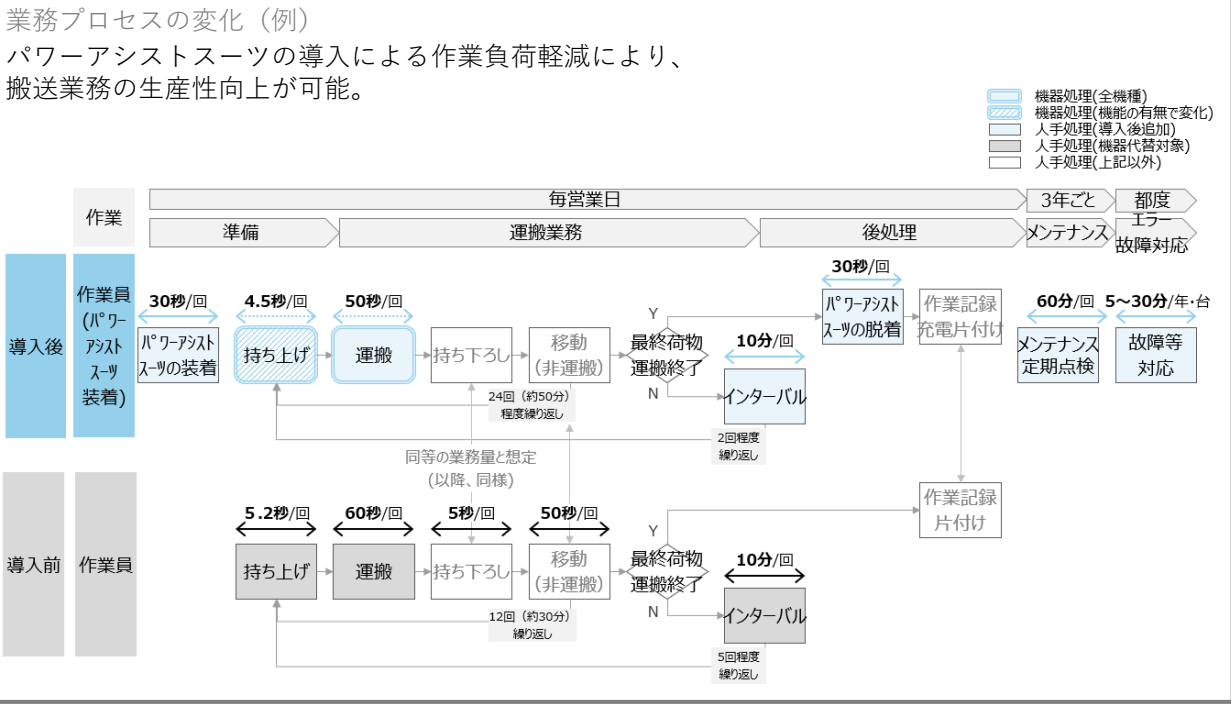 業務プロセスの変化（例）
パワーアシストスーツの導入による作業負荷軽減により、
搬送業務の生産性向上が可能。
機器処理(全機種)
機器処理(機能の有無で変化)
人手処理(導入後追加)
人手処理(機器代替対象)
人手処理(上記以外)
作業
毎営業日
3年ごと
都度
準備
運搬業務
後処理
メンテナンス
エラー
故障対応
導入後
作業員
(パワー
アシスト
スーツ
装着)
30秒/回
パワーアシスト
スーツの装着
4.5秒/回
持ち上げ
50秒/回
運搬
持ち下ろし
移動
(非運搬)
24回（約50分）
程度繰り返し
最終荷物
運搬終了
Y
N
10分/回
インターバル
2回程度
繰り返し
30秒/回
パワーアシスト
スーツの脱着
作業記録
充電片付け
60分/回
メンテナンス
定期点検
5～30分/年・台
故障等
対応
同等の業務量と想定
(以降、同様)
導入前
作業員
5.2秒/回
持ち上げ
60秒/回
運搬
5秒/回
持ち下ろし
50秒/回
移動
(非運搬)
12回（約30分）
繰り返し
最終荷物
運搬終了
Y
N
10分/回
インターバル
5回程度
繰り返し
作業記録
片付け